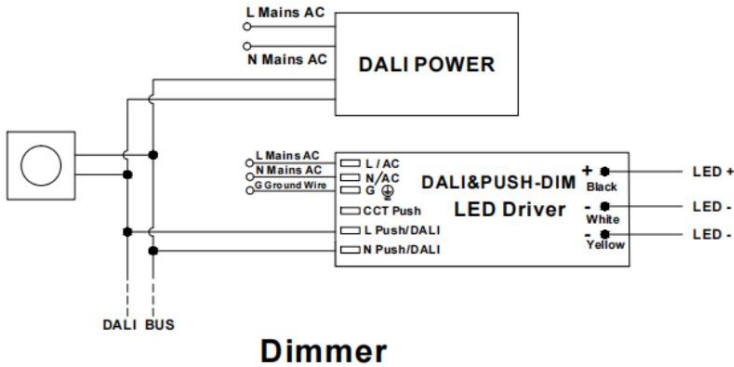 L Mains AC
N Mains AC
DALI POWER
L Mains AC
N Mains AC
G Ground Wire
L / AC
N/AC
G
CCT Push
L Push/DALI
N Push/DALI
DALI&PUSH-DIM
LED Driver
+
Black
-
White
-
Yellow
LED +
LED -
LED -
DALI BUS
Dimmer